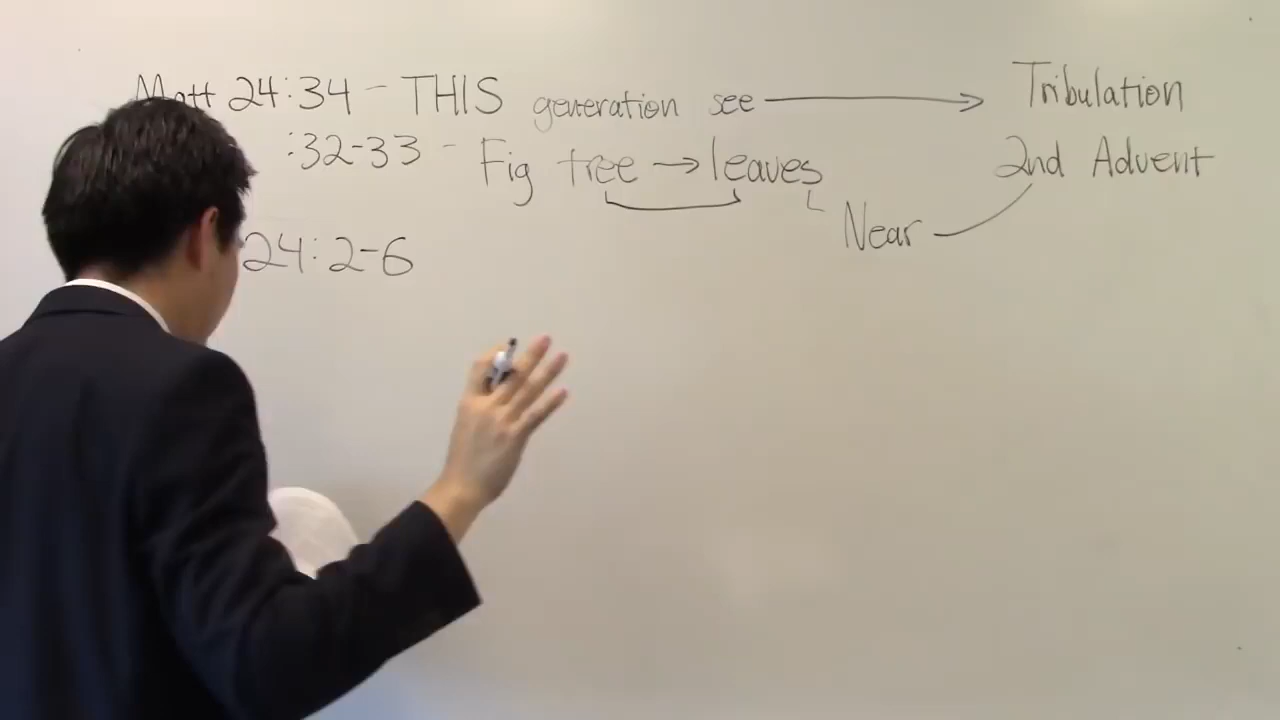 Matt 24:34 - THIS generation see → Tribulation
:32-33 - Fig tree → leaves 2nd Advent
Near
24:2-6